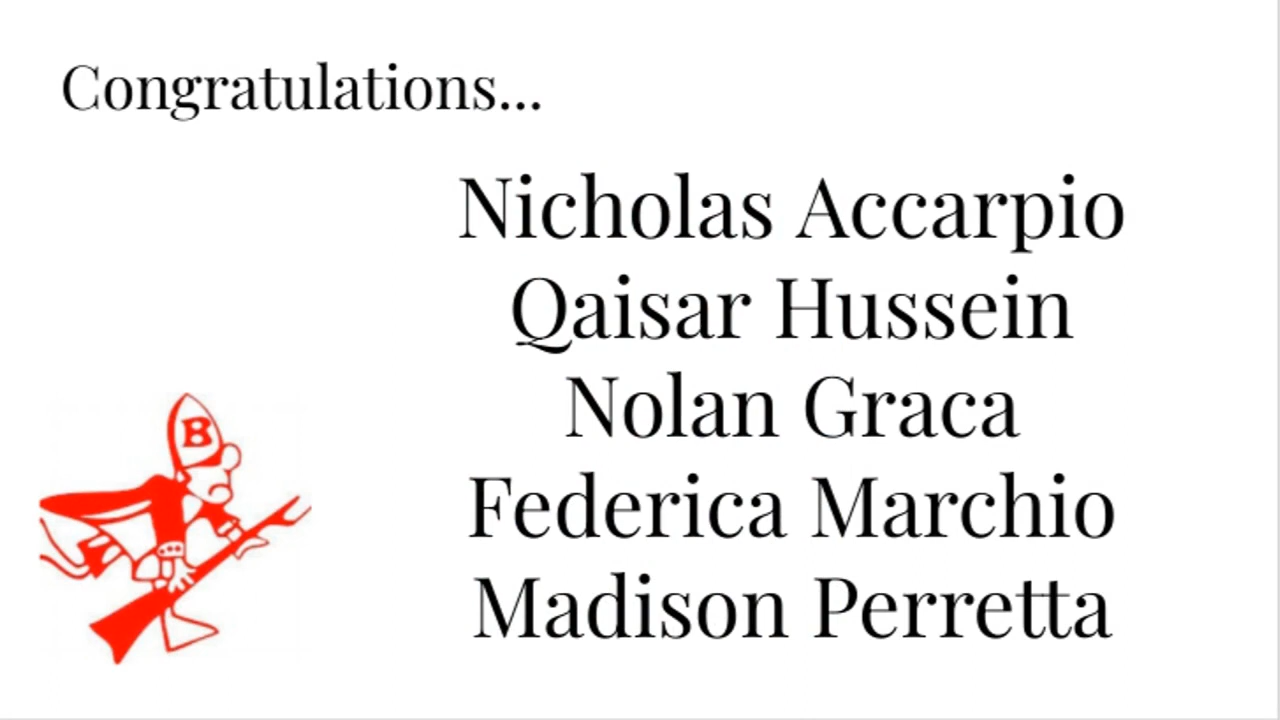 Congratulations...
Nicholas Accarpio
Qaisar Hussein
Nolan Graca
Federica Marchio
Madison Perretta
B